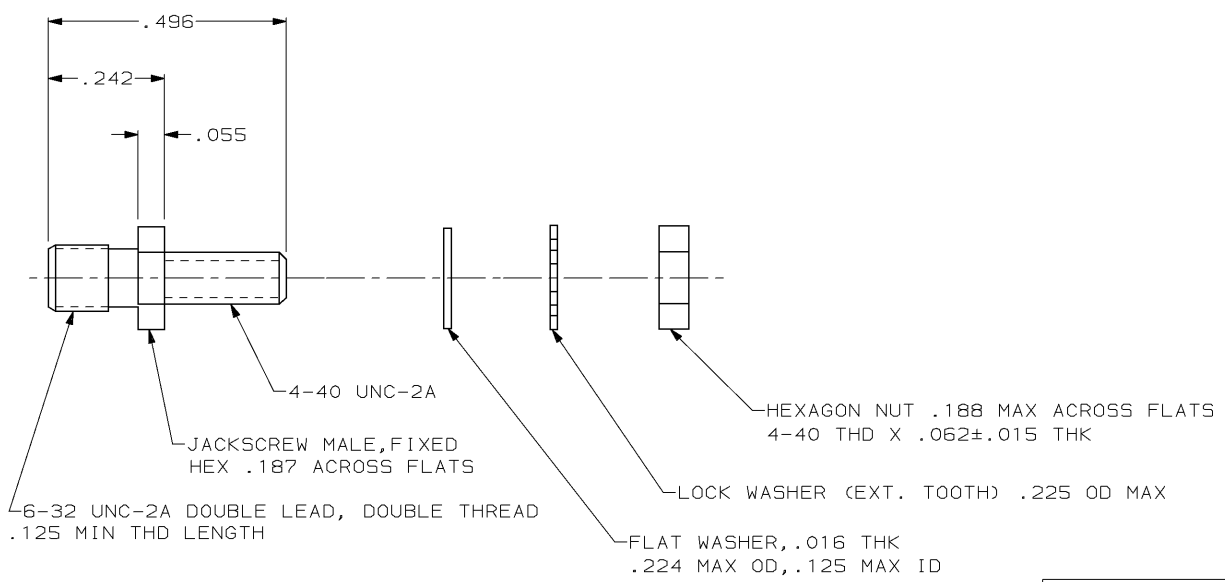 .496
.242
.055
4-40 UNC-2A
JACKSCREW MALE,FIXED
HEX .187 ACROSS FLATS
6-32 UNC-2A DOUBLE LEAD, DOUBLE THREAD
.125 MIN THD LENGTH
HEXAGON NUT .188 MAX ACROSS FLATS
4-40 THD X .062±.015 THK
LOCK WASHER (EXT. TOOTH) .225 OD MAX
FLAT WASHER,.016 THK
.224 MAX OD,.125 MAX ID